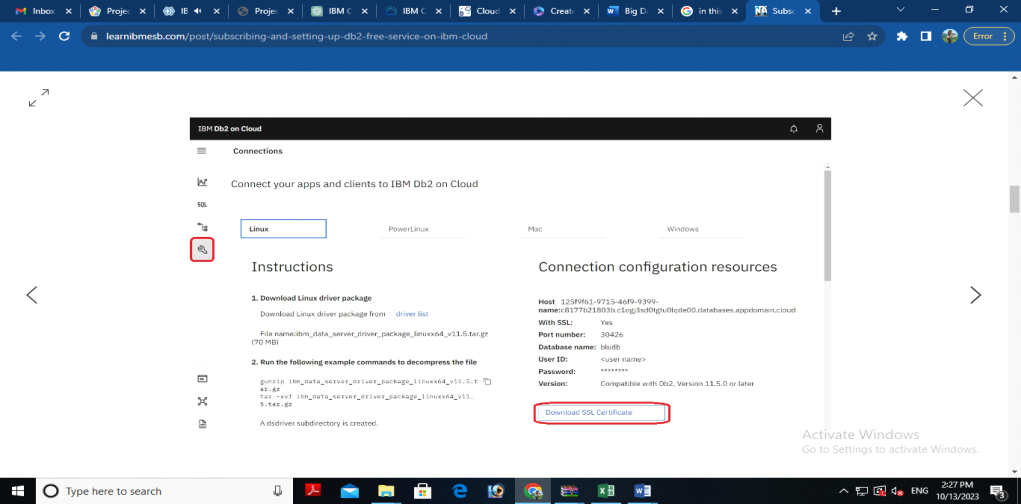 Inbox
Projec
IB
Projec
IBM C
IBM C
Cloud
Create
Big Da
in this
Subsc
learnibmesb.com/post/subscribing-and-setting-up-db2-free-service-on-ibm-cloud
Error
IBM Db2 on Cloud
Connections
Connect your apps and clients to IBM Db2 on Cloud
SQL
Linux PowerLinux Mac Windows
Instructions
1. Download Linux driver package
Download Linux driver package from driver list
File name:ibm_data_server_driver_package_linuxx64_v11.5.tar.gz
(70 MB)
2. Run the following example commands to decompress the file
gunzip ibm_data_server_driver_package_linuxx64_v11.5.t
ar.gz
tar -xvf ibm_data_server_driver_package_linuxx64_v11.
5.tar.gz
A dsdriver subdirectory is created.
Connection configuration resources
Host 125f9f61-9715-46f9-9399-
name:c8177b21803b.c1ogj3sd0tgtu0lqde00.databases.appdomain.cloud
With SSL: Yes
Port number: 30426
Database name: bludb
User ID: <user name>
Password: ********
Version: Compatible with Db2, Version 11.5.0 or later
Download SSL Certificate
Activate Windows
Go to Settings to activate Windows.
Type here to search
ENG
2:27 PM
10/13/2023
3